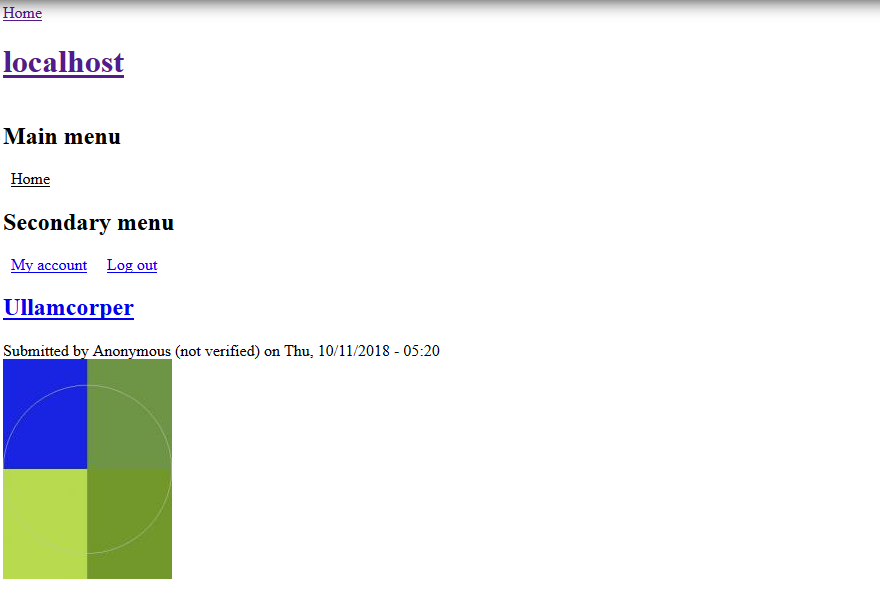 Home
localhost
Main menu
Home
Secondary menu
My account Log out
Ullamcorper
Submitted by Anonymous (not verified) on Thu, 10/11/2018 - 05:20